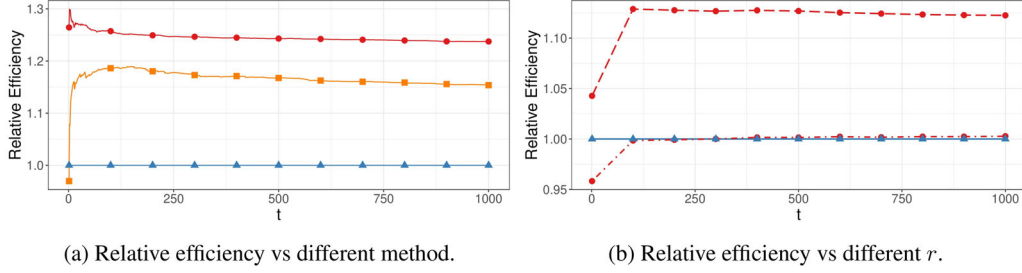 1.3
1.2
1.1
1.0
Relative Efficiency
0 250 500 750 1000
t
(a) Relative efficiency vs different method.
1.10
1.05
1.00
0.95
Relative Efficiency
0 250 500 750 1000
t
(b) Relative efficiency vs different r.